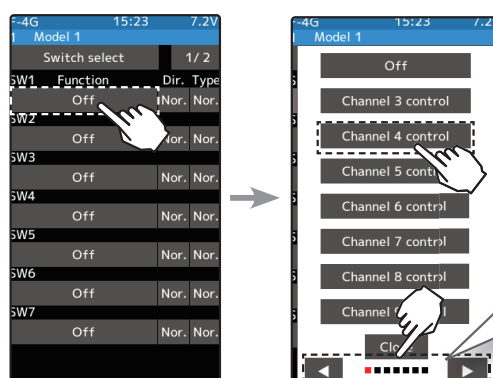 F-4G 15:23 7.2V
1 Model 1
Switch select 1/2
SW1 Function Dir. Type
Off Nor. Nor.
SW2
Off Nor. Nor.
SW3
Off Nor. Nor.
SW4
Off Nor. Nor.
SW5
Off Nor. Nor.
SW6
Off Nor. Nor.
SW7
Off Nor. Nor.
-4G 15:23 7.2
Model 1
Off
Channel 3 control
Channel 4 control
Channel 5 control
Channel 6 control
Channel 7 control
Channel 8 control
Channel
Close